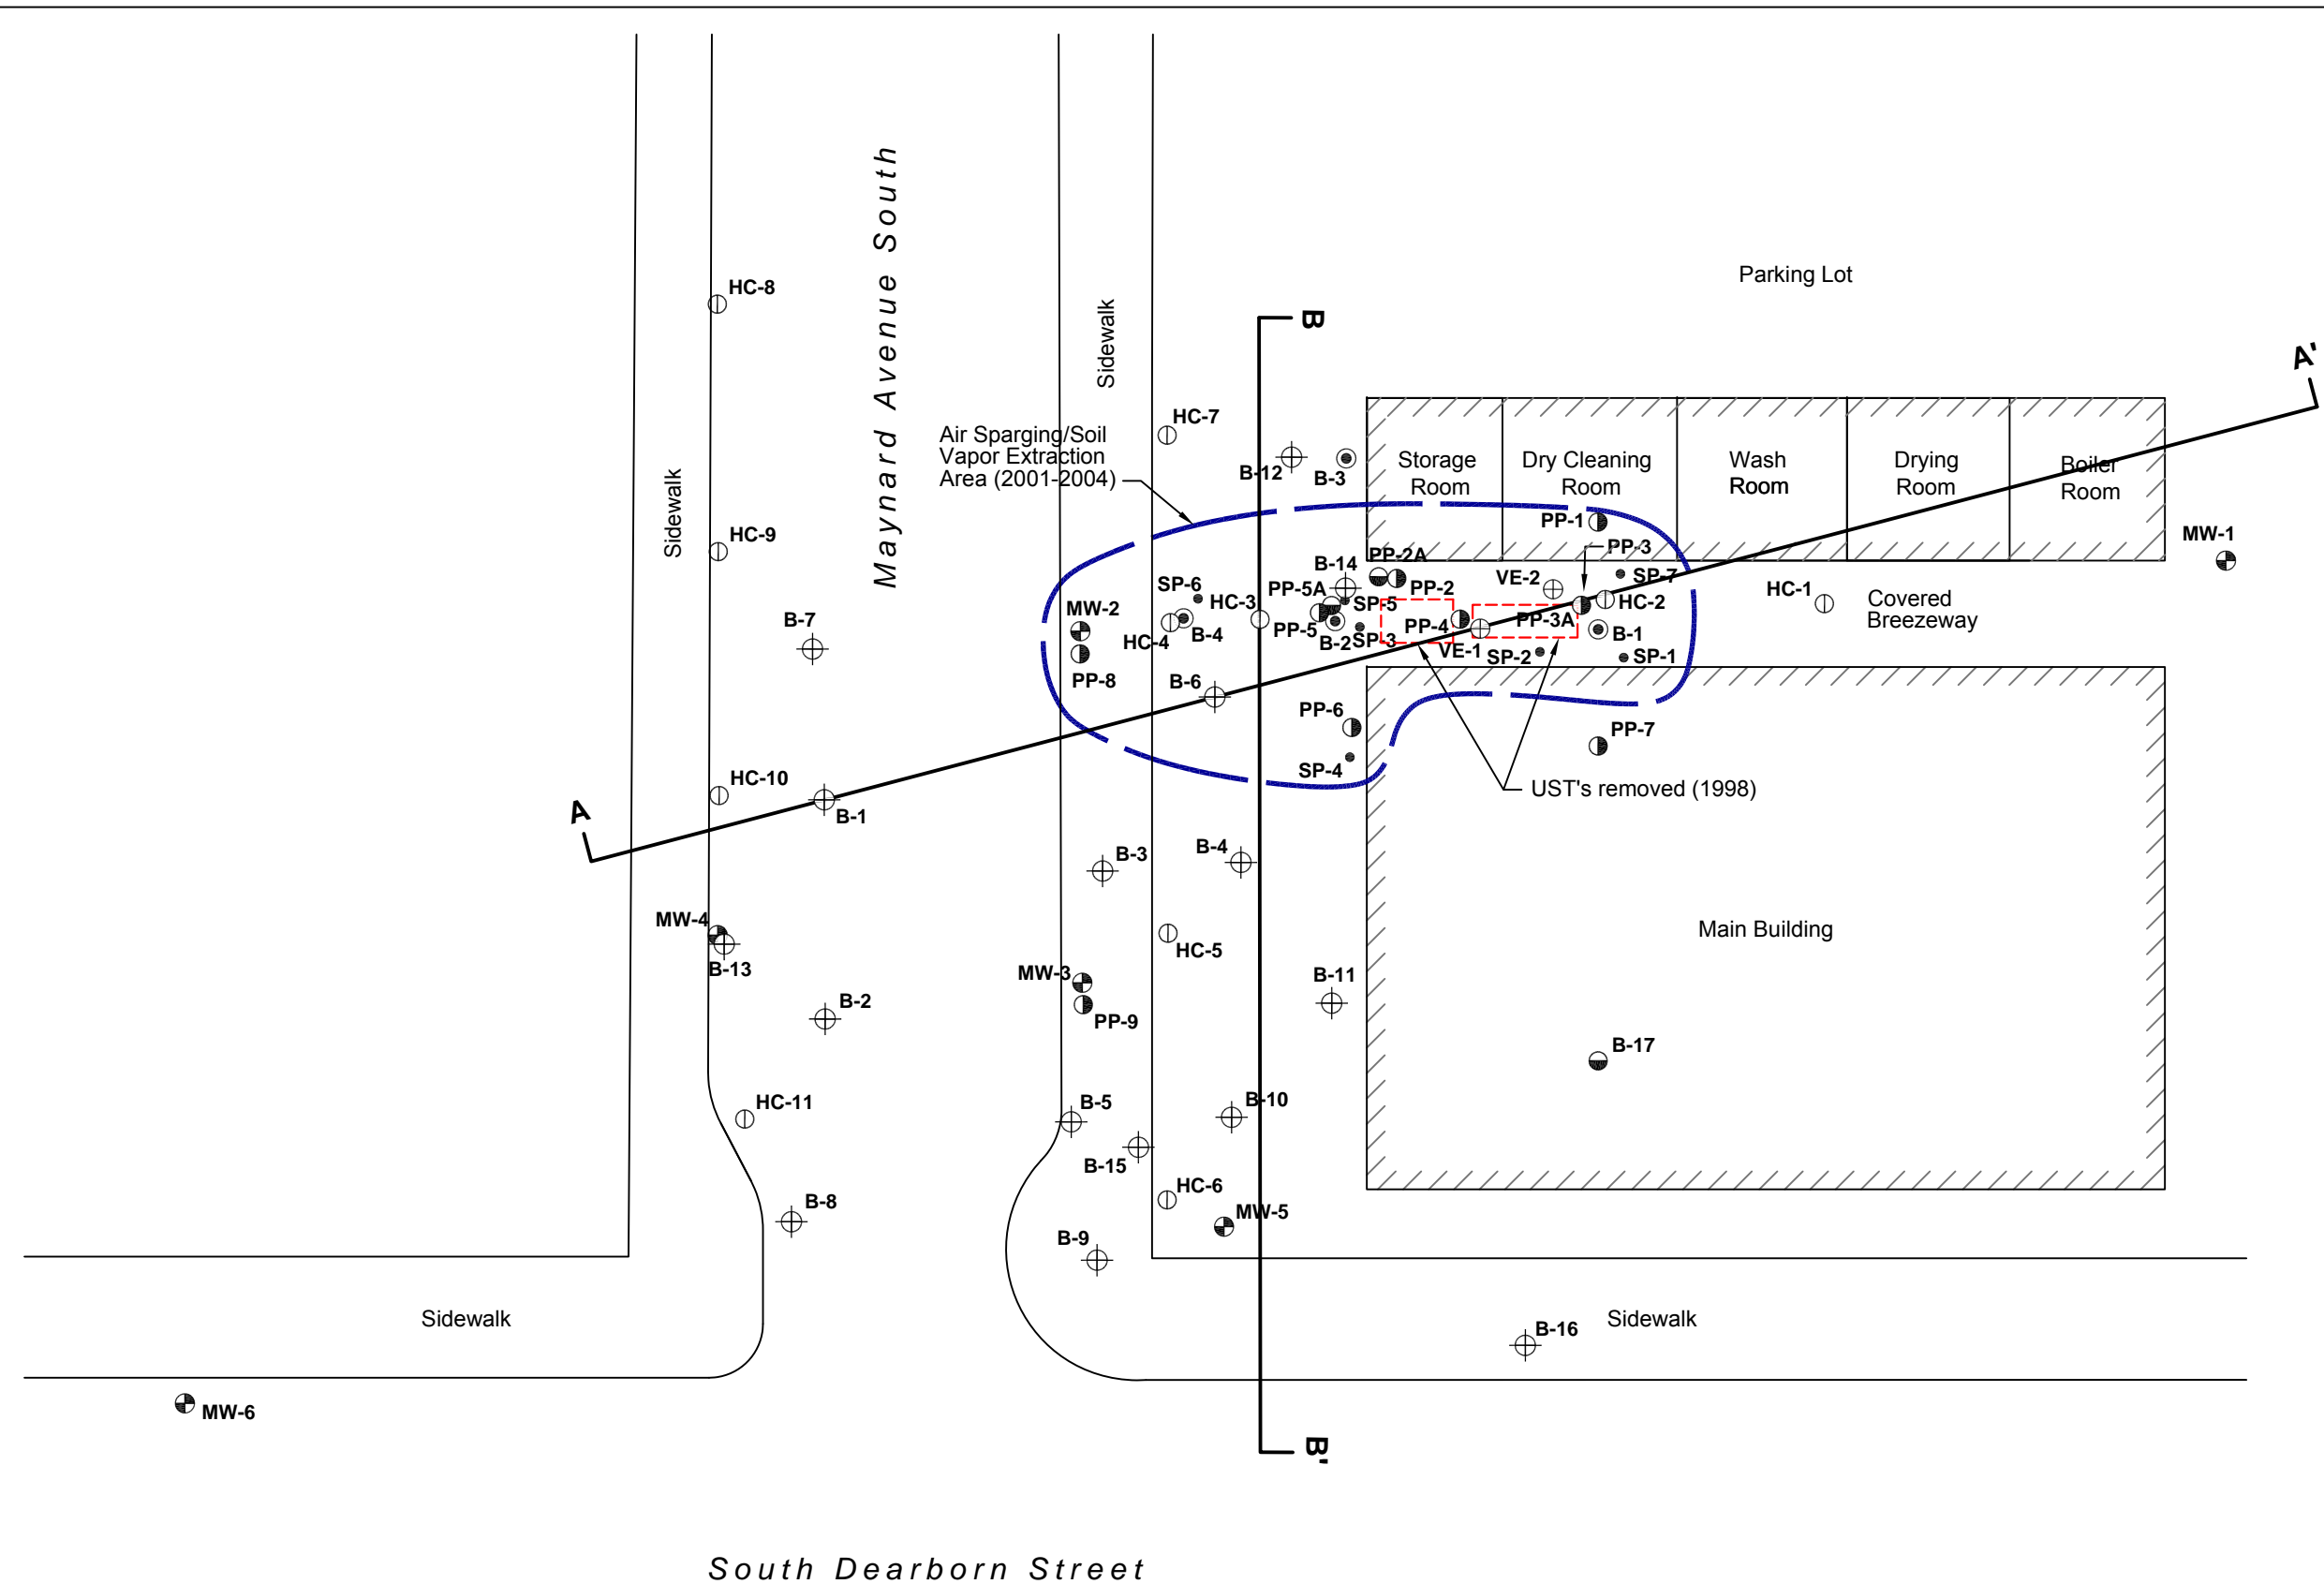 Maynard Avenue South
Parking Lot
HC-8
Sidewalk
B
A'
HC-7
Air Sparging/Soil
Vapor Extraction
Area (2001-2004)
B-12
B-3
Storage
Room
Dry Cleaning
Room
Wash
Room
Drying
Room
Boiler
Room
Sidewalk
HC-9
PP-1
MW-1
PP-3
PP-2A
B-14
SP-6
PP-5A
PP-2
VE-2
SP-7
HC-1
Covered
Breezeway
MW-2
HC-3
SP-5
HC-2
B-7
HC-4
B-4
PP-5
B-2
SP-3
PP-4
PP-3A
B-1
VE-1
SP-2
SP-1
PP-8
B-6
PP-6
PP-7
SP-4
HC-10
UST's removed (1998)
A
B-1
B-3
B-4
MW-4
HC-5
Main Building
B-13
MW-3
B-11
B-2
PP-9
B-17
HC-11
B-5
B-10
B-15
HC-6
B-8
MW-5
B-9
Sidewalk
Sidewalk
B-16
MW-6
B'
South Dearborn Street